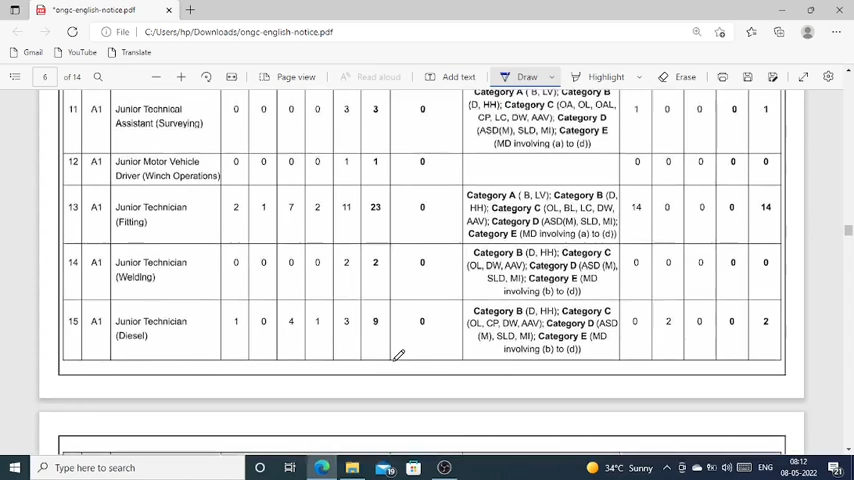 *ongc-english-notice.pdf
File | C:/Users/hp/Downloads/ongc-english-notice.pdf
Gmail YouTube Translate
6 of 14 Page view Read aloud Add text Draw Highlight Erase
11 A1 Junior Technical Assistant (Surveying) 0 0 0 0 3 3 0 Category A ( B, LV); Category B 1 0 0 0 1
(D, HH); Category C (OA, OL, OAL,
CP, LC, DW, AAV); Category D
(ASD(M), SLD, MI); Category E
(MD involving (a) to (d))
12 A1 Junior Motor Vehicle 0 0 0 0 1 1 0 0 0 0 0 0
Driver (Winch Operations)
13 A1 Junior Technician 2 1 7 2 11 23 0 Category A ( B, LV); Category B (D, 14 0 0 0 14
(Fitting) HH); Category C (OL, BL, LC, DW,
AAV); Category D (ASD(M), SLD, MI);
Category E (MD involving (a) to (d))
14 A1 Junior Technician 0 0 0 0 2 2 0 Category B (D, HH); Category C 0 0 0 0 0
(Welding) (OL, DW, AAV); Category D (ASD (M),
SLD, MI); Category E (MD
involving (b) to (d))
15 A1 Junior Technician 1 0 4 1 3 9 0 Category B (D, HH); Category C 0 2 0 0 2
(Diesel) (OL, CP, DW, AAV); Category D (ASD
(M), SLD, MI); Category E (MD
involving (b) to (d))
Type here to search 19 34°C Sunny ENG 08:12
08-05-2022 21